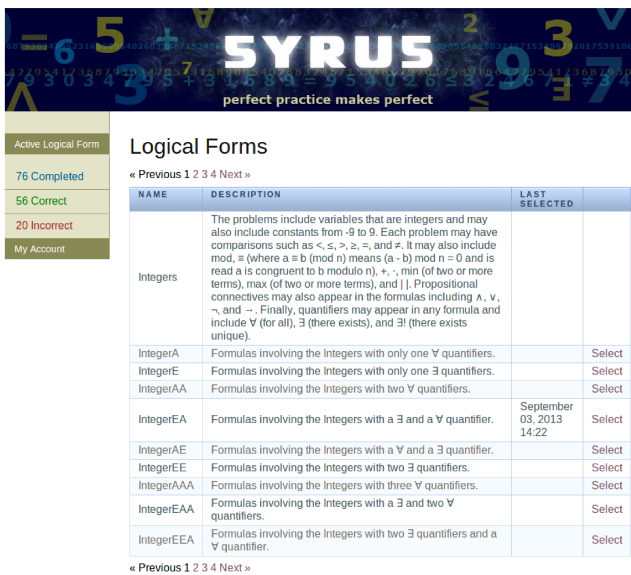 SYRUS
perfect practice makes perfect
Active Logical Form
76 Completed
56 Correct
20 Incorrect
My Account
Logical Forms
« Previous 1 2 3 4 Next »
NAME DESCRIPTION LAST SELECTED
Integers
The problems include variables that are integers and may
also include constants from -9 to 9. Each problem may have
comparisons such as <, ≤, >, ≥, =, and ≠. It may also include
mod, ≡ (where a ≡ b (mod n) means (a - b) mod n = 0 and is
read a is congruent to b modulo n), +, ·, min (of two or more
terms), max (of two or more terms), and | |. Propositional
connectives may also appear in the formulas including ∧, ∨,
¬, and →. Finally, quantifiers may appear in any formula and
include ∀ (for all), ∃ (there exists), and ∃! (there exists
unique).
IntegerA Formulas involving the Integers with only one ∀ quantifiers. Select
IntegerE Formulas involving the Integers with only one ∃ quantifiers. Select
IntegerAA Formulas involving the Integers with two ∀ quantifiers. Select
IntegerEA Formulas involving the Integers with a ∃ and a ∀ quantifier. September 03, 2013 14:22 Select
IntegerAE Formulas involving the Integers with a ∀ and a ∃ quantifier. Select
IntegerEE Formulas involving the Integers with two ∃ quantifiers. Select
IntegerAAA Formulas involving the Integers with three ∀ quantifiers. Select
IntegerEAA Formulas involving the Integers with a ∃ and two ∀
quantifiers. Select
IntegerEEA Formulas involving the Integers with two ∃ quantifiers and a
∀ quantifier. Select
« Previous 1 2 3 4 Next »